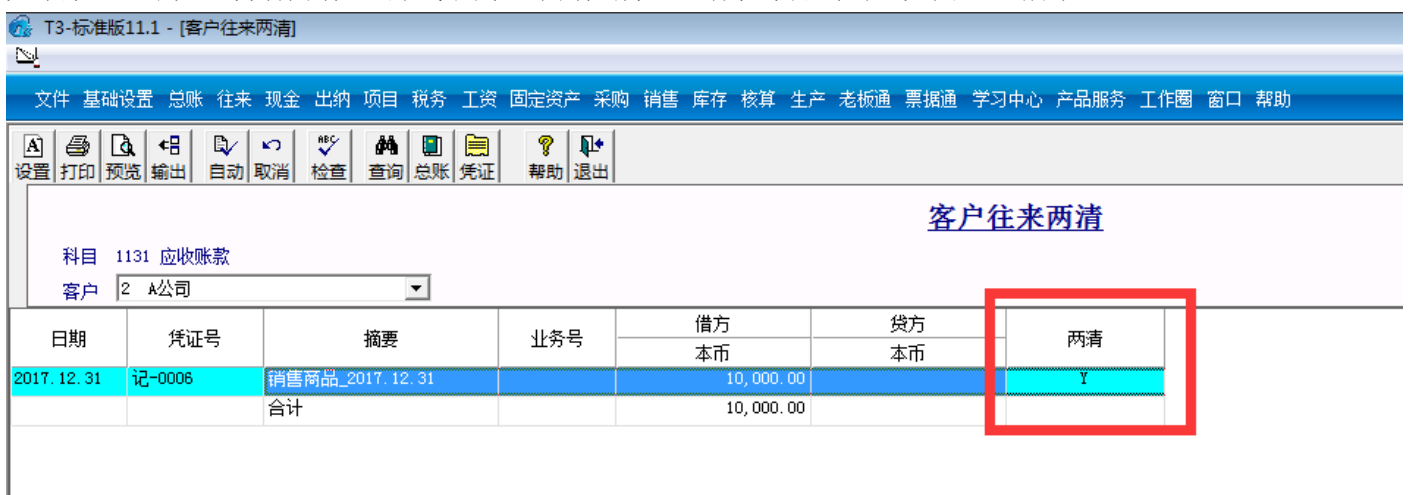 T3-标准版11.1 - [客户往来两清]
文件 基础设置 总账 往来 现金 出纳 项目 税务 工资 固定资产 采购 销售 库存 核算 生产 老板通 票据通 学习中心 产品服务 工作圈 窗口 帮助
设置 打印 预览 输出 自动 取消 检查 查询 总账 凭证 帮助 退出
客户往来两清
科目 1131 应收账款
客户 2 A公司
日期 凭证号 摘要 业务号 借方 贷方 两清
本币 本币
2017.12.31 记-0006 销售商品_2017.12.31 10,000.00 Y
合计 10,000.00